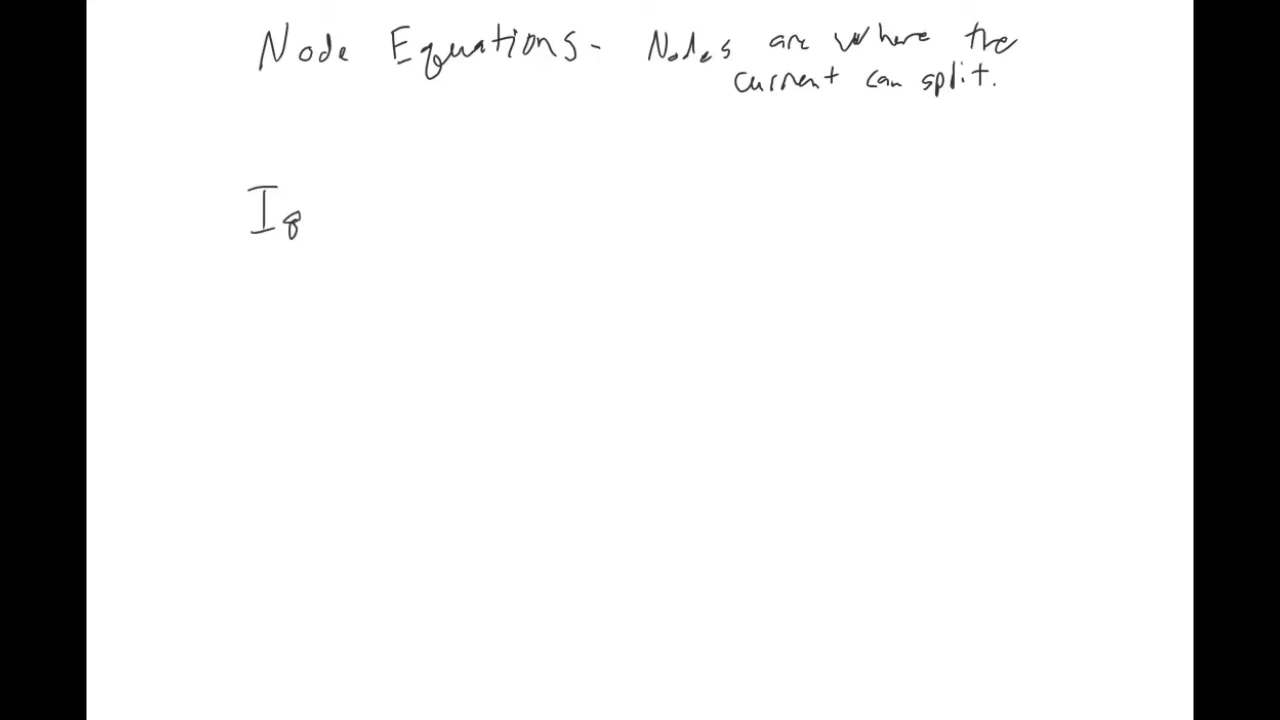 Node Equations - Nodes are where the
current can split.
I8